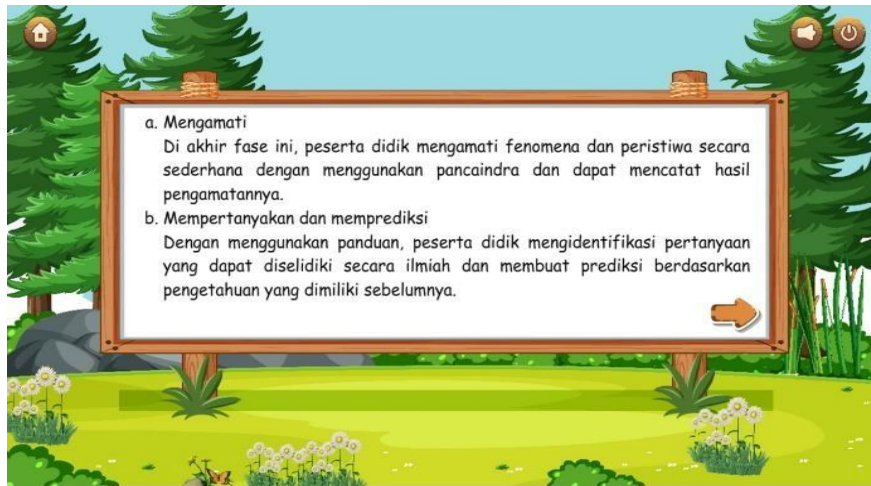 a. Mengamati
Di akhir fase ini, peserta didik mengamati fenomena dan peristiwa secara
sederhana dengan menggunakan pancaindra dan dapat mencatat hasil
pengamatannya.
b. Mempertanyakan dan memprediksi
Dengan menggunakan panduan, peserta didik mengidentifikasi pertanyaan
yang dapat diselidiki secara ilmiah dan membuat prediksi berdasarkan
pengetahuan yang dimiliki sebelumnya.